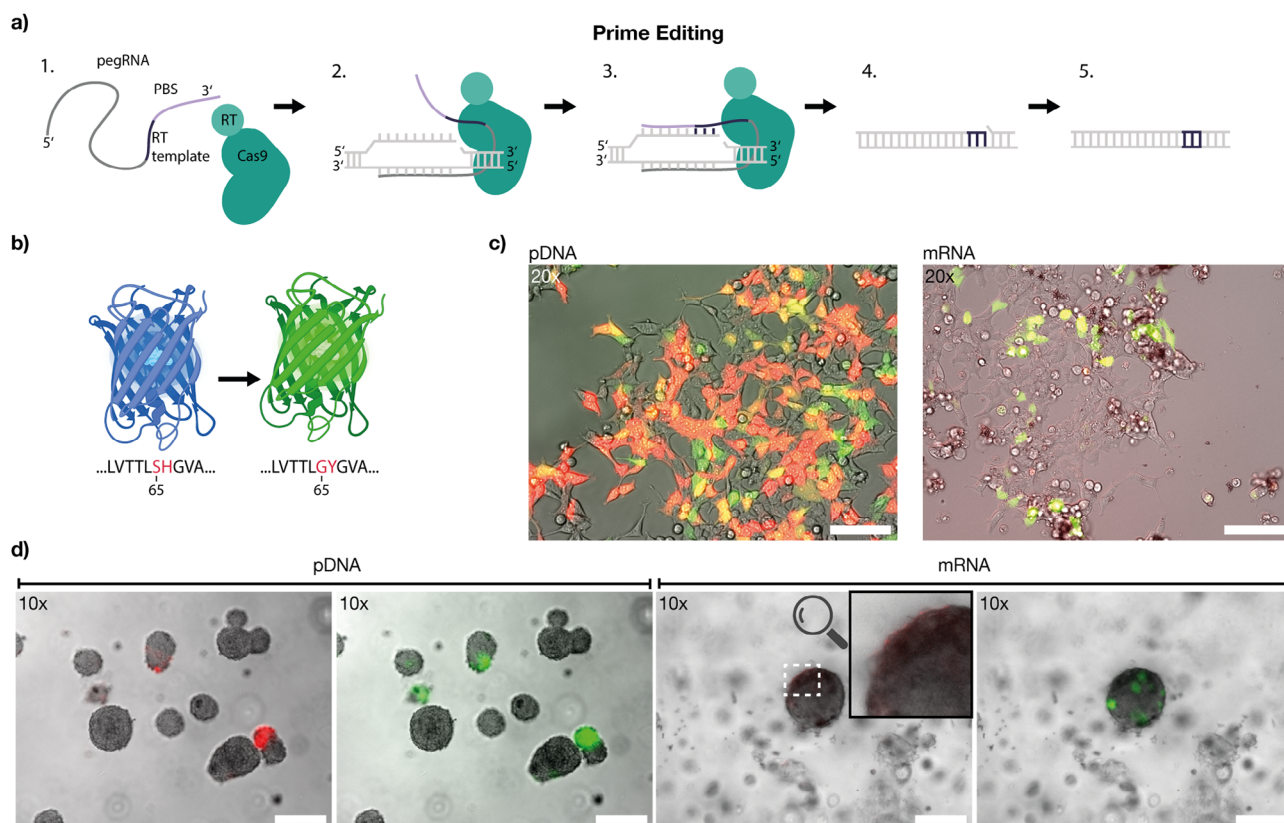 a)
Prime Editing
1.
pegRNA
PBS
3'
5'
RT
template
RT
Cas9
2.
5'
3'
3'
5'
3.
5'
3'
3'
5'
4.
5.
b)
...LVTTLSHGVA...
65
...LVTTLGYGVA...
65
c)
pDNA
20x
mRNA
20x
d)
pDNA
mRNA
10x
10x
10x
10x